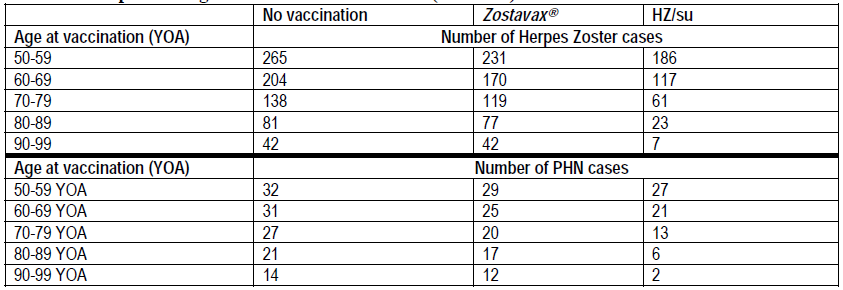 No vaccination Zostavax® HZ/su
Age at vaccination (YOA) Number of Herpes Zoster cases
50-59 265 231 186
60-69 204 170 117
70-79 138 119 61
80-89 81 77 23
90-99 42 42 7
Age at vaccination (YOA) Number of PHN cases
50-59 YOA 32 29 27
60-69 YOA 31 25 21
70-79 YOA 27 20 13
80-89 YOA 21 17 6
90-99 YOA 14 12 2